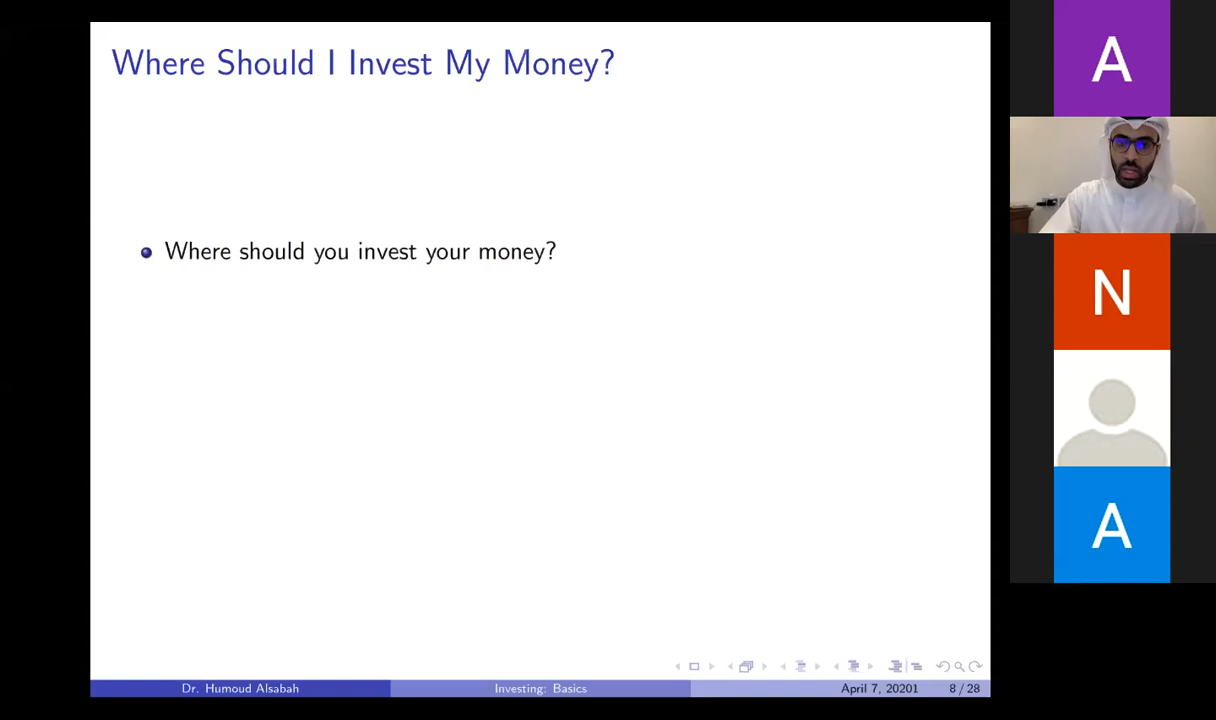 Where Should I Invest My Money?
Where should you invest your money?
Dr. Humoud Alsabah
Investing: Basics
April 7, 20201
8 / 28
A
N
A